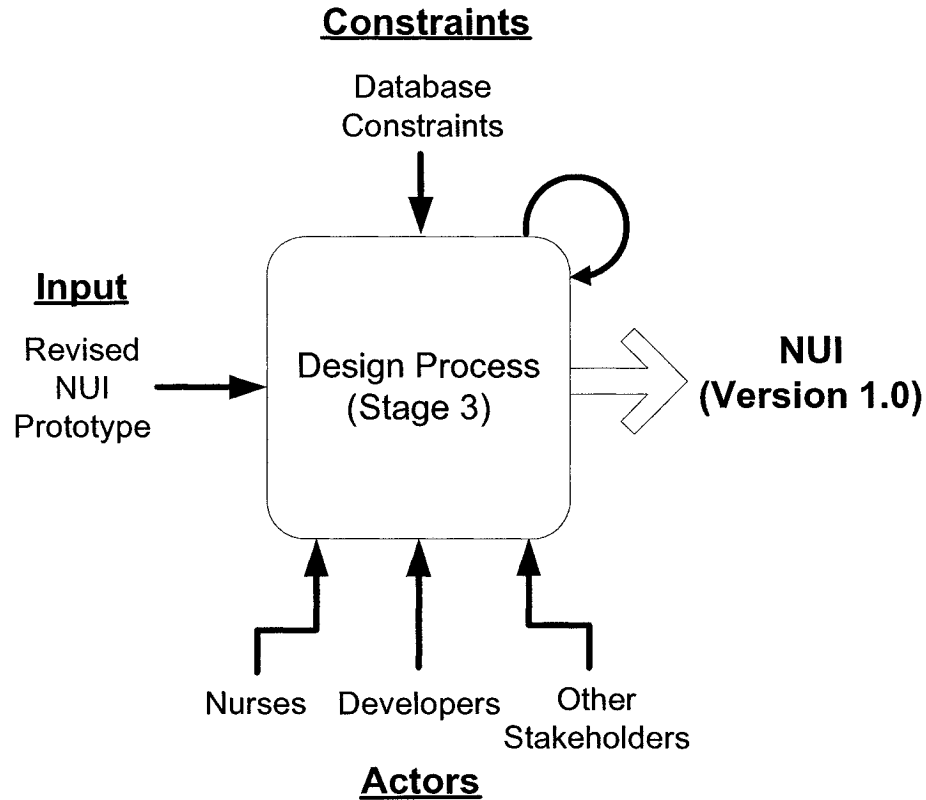 Constraints
Database
Constraints
Input
Revised
NUI
Prototype
Design Process
(Stage 3)
NUI
(Version 1.0)
Nurses
Developers
Other
Stakeholders
Actors